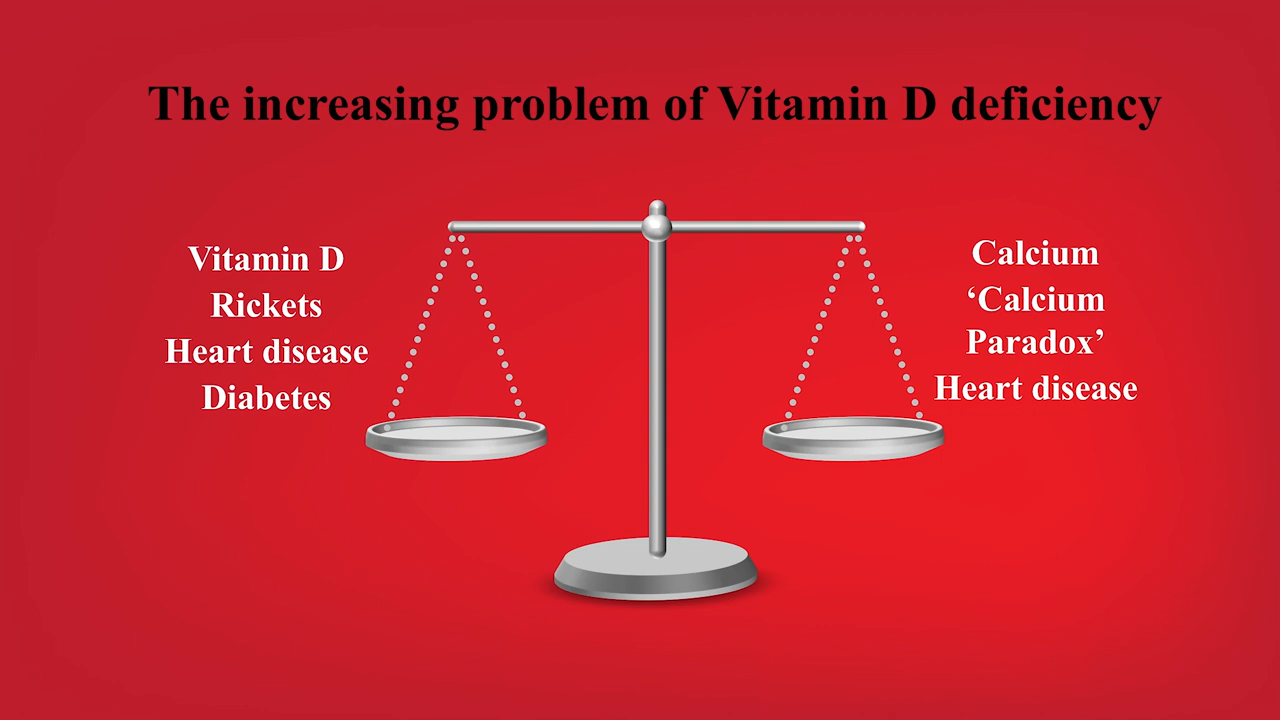 The increasing problem of Vitamin D deficiency
Vitamin D
Rickets
Heart disease
Diabetes
Calcium
‘Calcium
Paradox’
Heart disease